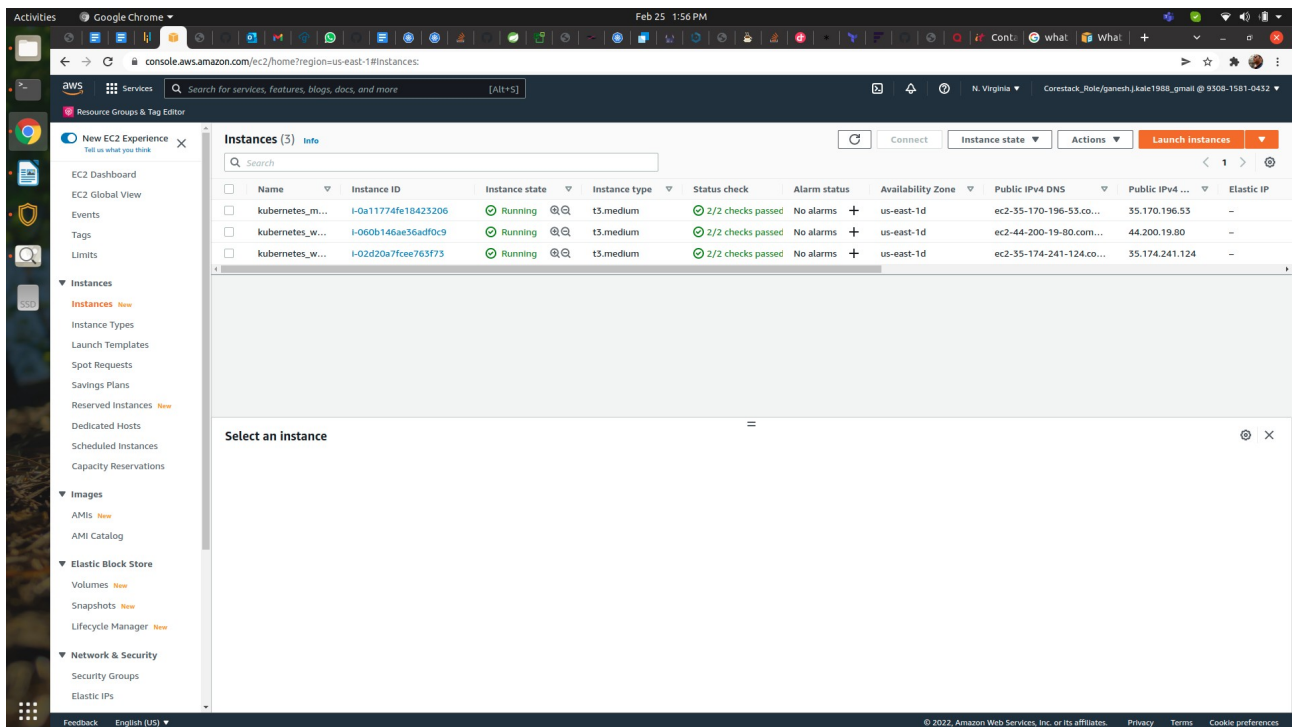 Activities Google Chrome ▾ Feb 25 1:56 PM
Conta what What
console.aws.amazon.com/ec2/home?region=us-east-1#Instances:
aws Services Search for services, features, blogs, docs, and more [Alt+S] N. Virginia ▼ Corestack_Role/ganesh.j.kale1988_gmail @ 9308-1581-0432 ▼
Resource Groups & Tag Editor
New EC2 Experience
Tell us what you think
EC2 Dashboard
EC2 Global View
Events
Tags
Limits
Instances
Instances New
Instance Types
Launch Templates
Spot Requests
Savings Plans
Reserved Instances New
Dedicated Hosts
Scheduled Instances
Capacity Reservations
Images
AMIs New
AMI Catalog
Elastic Block Store
Volumes New
Snapshots New
Lifecycle Manager New
Network & Security
Security Groups
Elastic IPs
Instances (3) Info Connect Instance state ▼ Actions ▼ Launch instances ▼
Search
< 1 >
Name Instance ID Instance state Instance type Status check Alarm status Availability Zone Public IPv4 DNS Public IPv4 ... Elastic IP
kubernetes_m... i-0a11774fe18423206 Running t3.medium 2/2 checks passed No alarms + us-east-1d ec2-35-170-196-53.co... 35.170.196.53 –
kubernetes_w... i-060b146ae36adf0c9 Running t3.medium 2/2 checks passed No alarms + us-east-1d ec2-44-200-19-80.com... 44.200.19.80 –
kubernetes_w... i-02d20a7fcee763f73 Running t3.medium 2/2 checks passed No alarms + us-east-1d ec2-35-174-241-124.co... 35.174.241.124 –
Select an instance
SSD
Feedback English (US) ▼ © 2022, Amazon Web Services, Inc. or its affiliates. Privacy Terms Cookie preferences